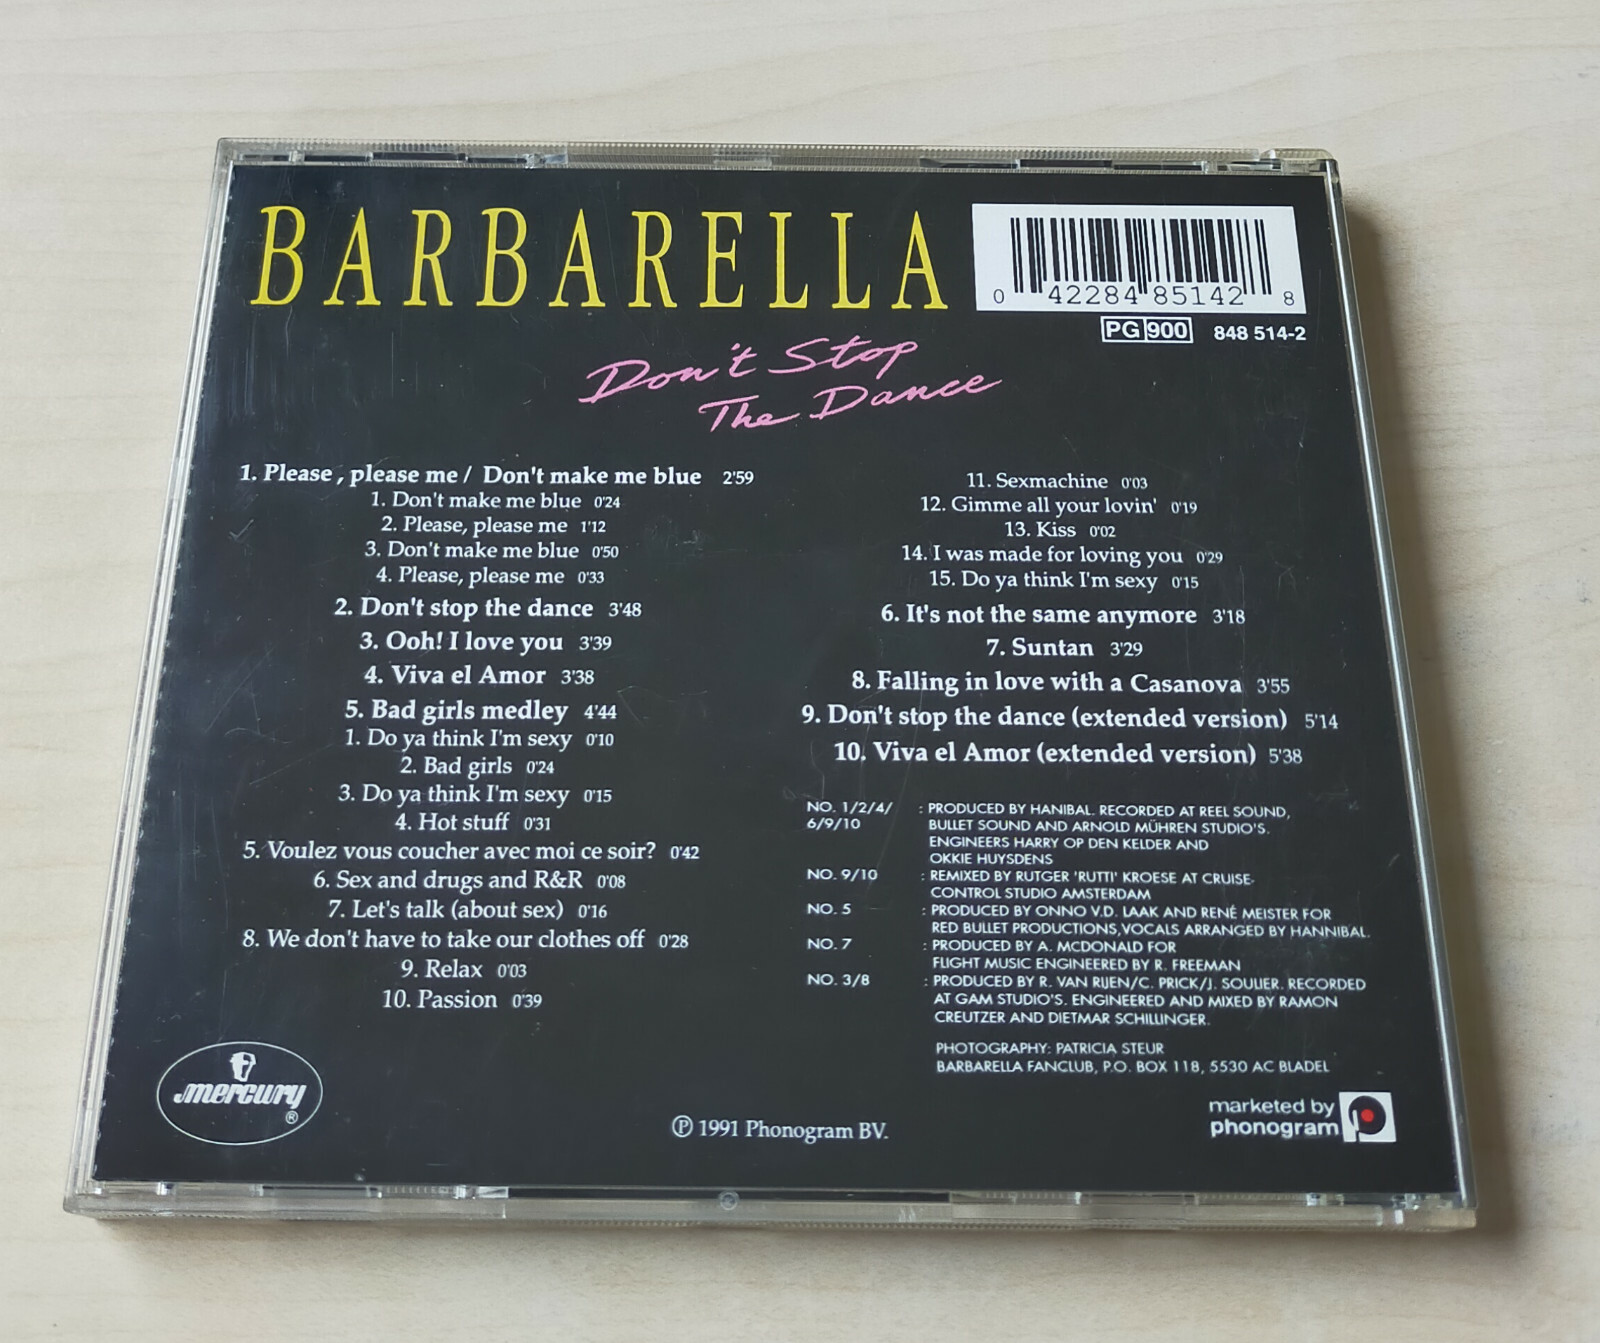 BARBARELLA
0 42284 85142 8
PG 900 848 514-2
Don't Stop
The Dance
1. Please , please me / Don't make me blue 2'59
1. Don't make me blue 0'24
2. Please, please me 1'12
3. Don't make me blue 0'50
4. Please, please me 0'33
2. Don't stop the dance 3'48
3. Ooh! I love you 3'39
4. Viva el Amor 3'38
5. Bad girls medley 4'44
1. Do ya think I'm sexy 0'10
2. Bad girls 0'24
3. Do ya think I'm sexy 0'15
4. Hot stuff 0'31
5. Voulez vous coucher avec moi ce soir? 0'42
6. Sex and drugs and R&R 0'08
7. Let's talk (about sex) 0'16
8. We don't have to take our clothes off 0'28
9. Relax 0'03
10. Passion 0'39
11. Sexmachine 0'03
12. Gimme all your lovin' 0'19
13. Kiss 0'02
14. I was made for loving you 0'29
15. Do ya think I'm sexy 0'15
6. It's not the same anymore 3'18
7. Suntan 3'29
8. Falling in love with a Casanova 3'55
9. Don't stop the dance (extended version) 5'14
10. Viva el Amor (extended version) 5'38
NO. 1/2/4/ : PRODUCED BY HANIBAL. RECORDED AT REEL SOUND,
6/9/10 BULLET SOUND AND ARNOLD MÜHREN STUDIO'S.
ENGINEERS HARRY OP DEN KELDER AND
OKKIE HUYSDENS
NO. 9/10 : REMIXED BY RUTGER 'RUTTI' KROESE AT CRUISE-
CONTROL STUDIO AMSTERDAM
NO. 5 : PRODUCED BY ONNO V.D. LAAK AND RENÉ MEISTER FOR
RED BULLET PRODUCTIONS,VOCALS ARRANGED BY HANNIBAL.
NO. 7 : PRODUCED BY A. MCDONALD FOR
FLIGHT MUSIC ENGINEERED BY R. FREEMAN
NO. 3/8 : PRODUCED BY R. VAN RIJEN/C. PRICK/J. SOULIER. RECORDED
AT GAM STUDIO'S. ENGINEERED AND MIXED BY RAMON
CREUTZER AND DIETMAR SCHILLINGER.
PHOTOGRAPHY: PATRICIA STEUR
BARBARELLA FANCLUB, P.O. BOX 118, 5530 AC BLADEL
mercury ®
℗ 1991 Phonogram BV.
marketed by
phonogram